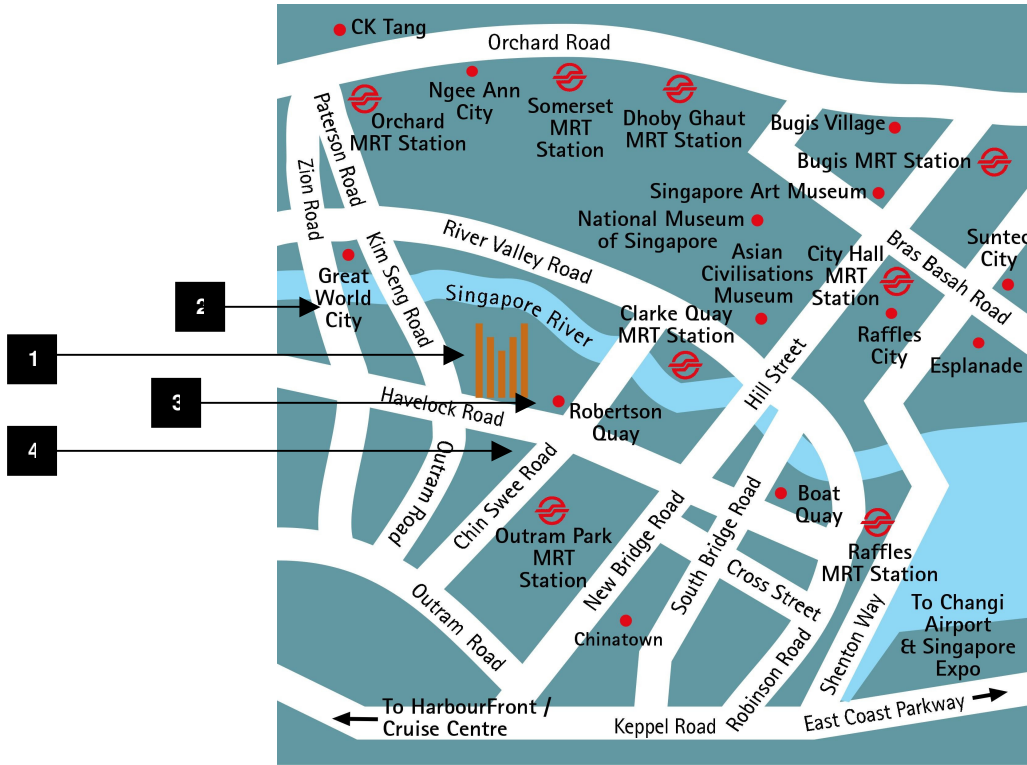 CK Tang
Orchard Road
Ngee Ann
City
Somerset
MRT
Station
Dhoby Ghaut
MRT Station
Orchard
MRT Station
Paterson Road
Zion Road
Bugis Village
Bugis MRT Station
Singapore Art Museum
National Museum
of Singapore
Asian
Civilisations
Museum
City Hall
MRT
Station
Bras Basah Road
Suntec
City
River Valley Road
Kim Seng Road
Great
World
City
Singapore River
Clarke Quay
MRT Station
Raffles
City
Esplanade
Hill Street
2
1
3
4
Havelock Road
Robertson
Quay
Outram Road
Chin Swee Road
Outram Park
MRT
Station
New Bridge Road
South Bridge Road
Boat
Quay
Raffles
MRT Station
Cross Street
Outram Road
Chinatown
Robinson Road
Shenton Way
To Changi
Airport
& Singapore
Expo
To HarbourFront /
Cruise Centre
Keppel Road
East Coast Parkway